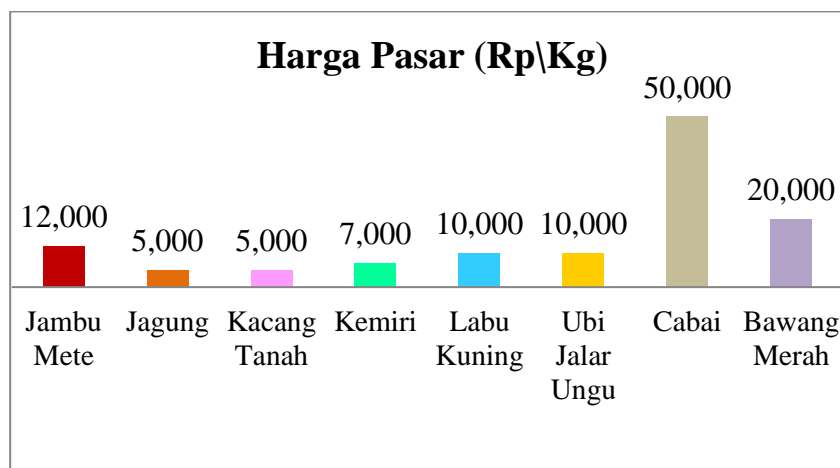 Harga Pasar (Rp\Kg)
50,000
20,000
12,000
10,000
10,000
7,000
5,000
5,000
Jambu Mete
Jagung
Kacang Tanah
Kemiri
Labu Kuning
Ubi Jalar Ungu
Cabai
Bawang Merah